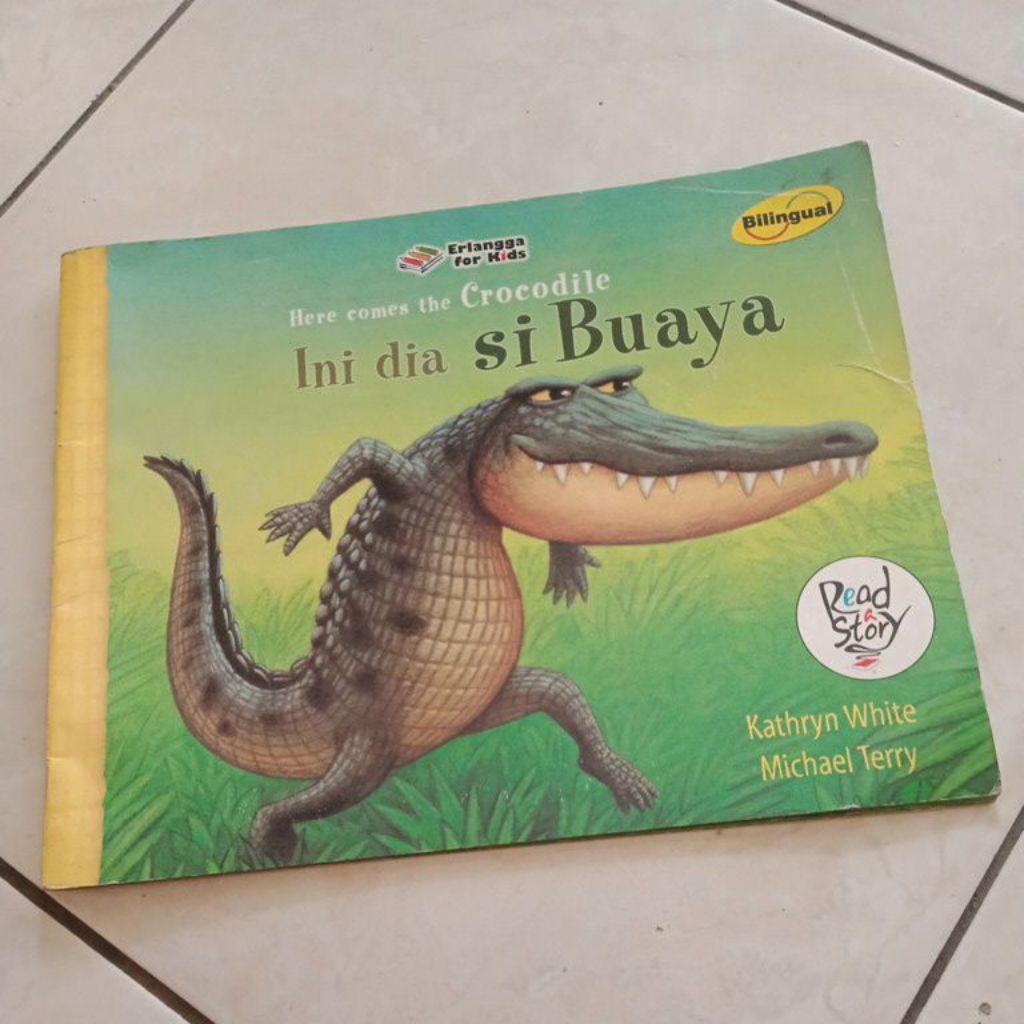 Bilingual
Erlangga
for Kids
Here comes the Crocodile
Ini dia si Buaya
Read
a
Story
Kathryn White
Michael Terry